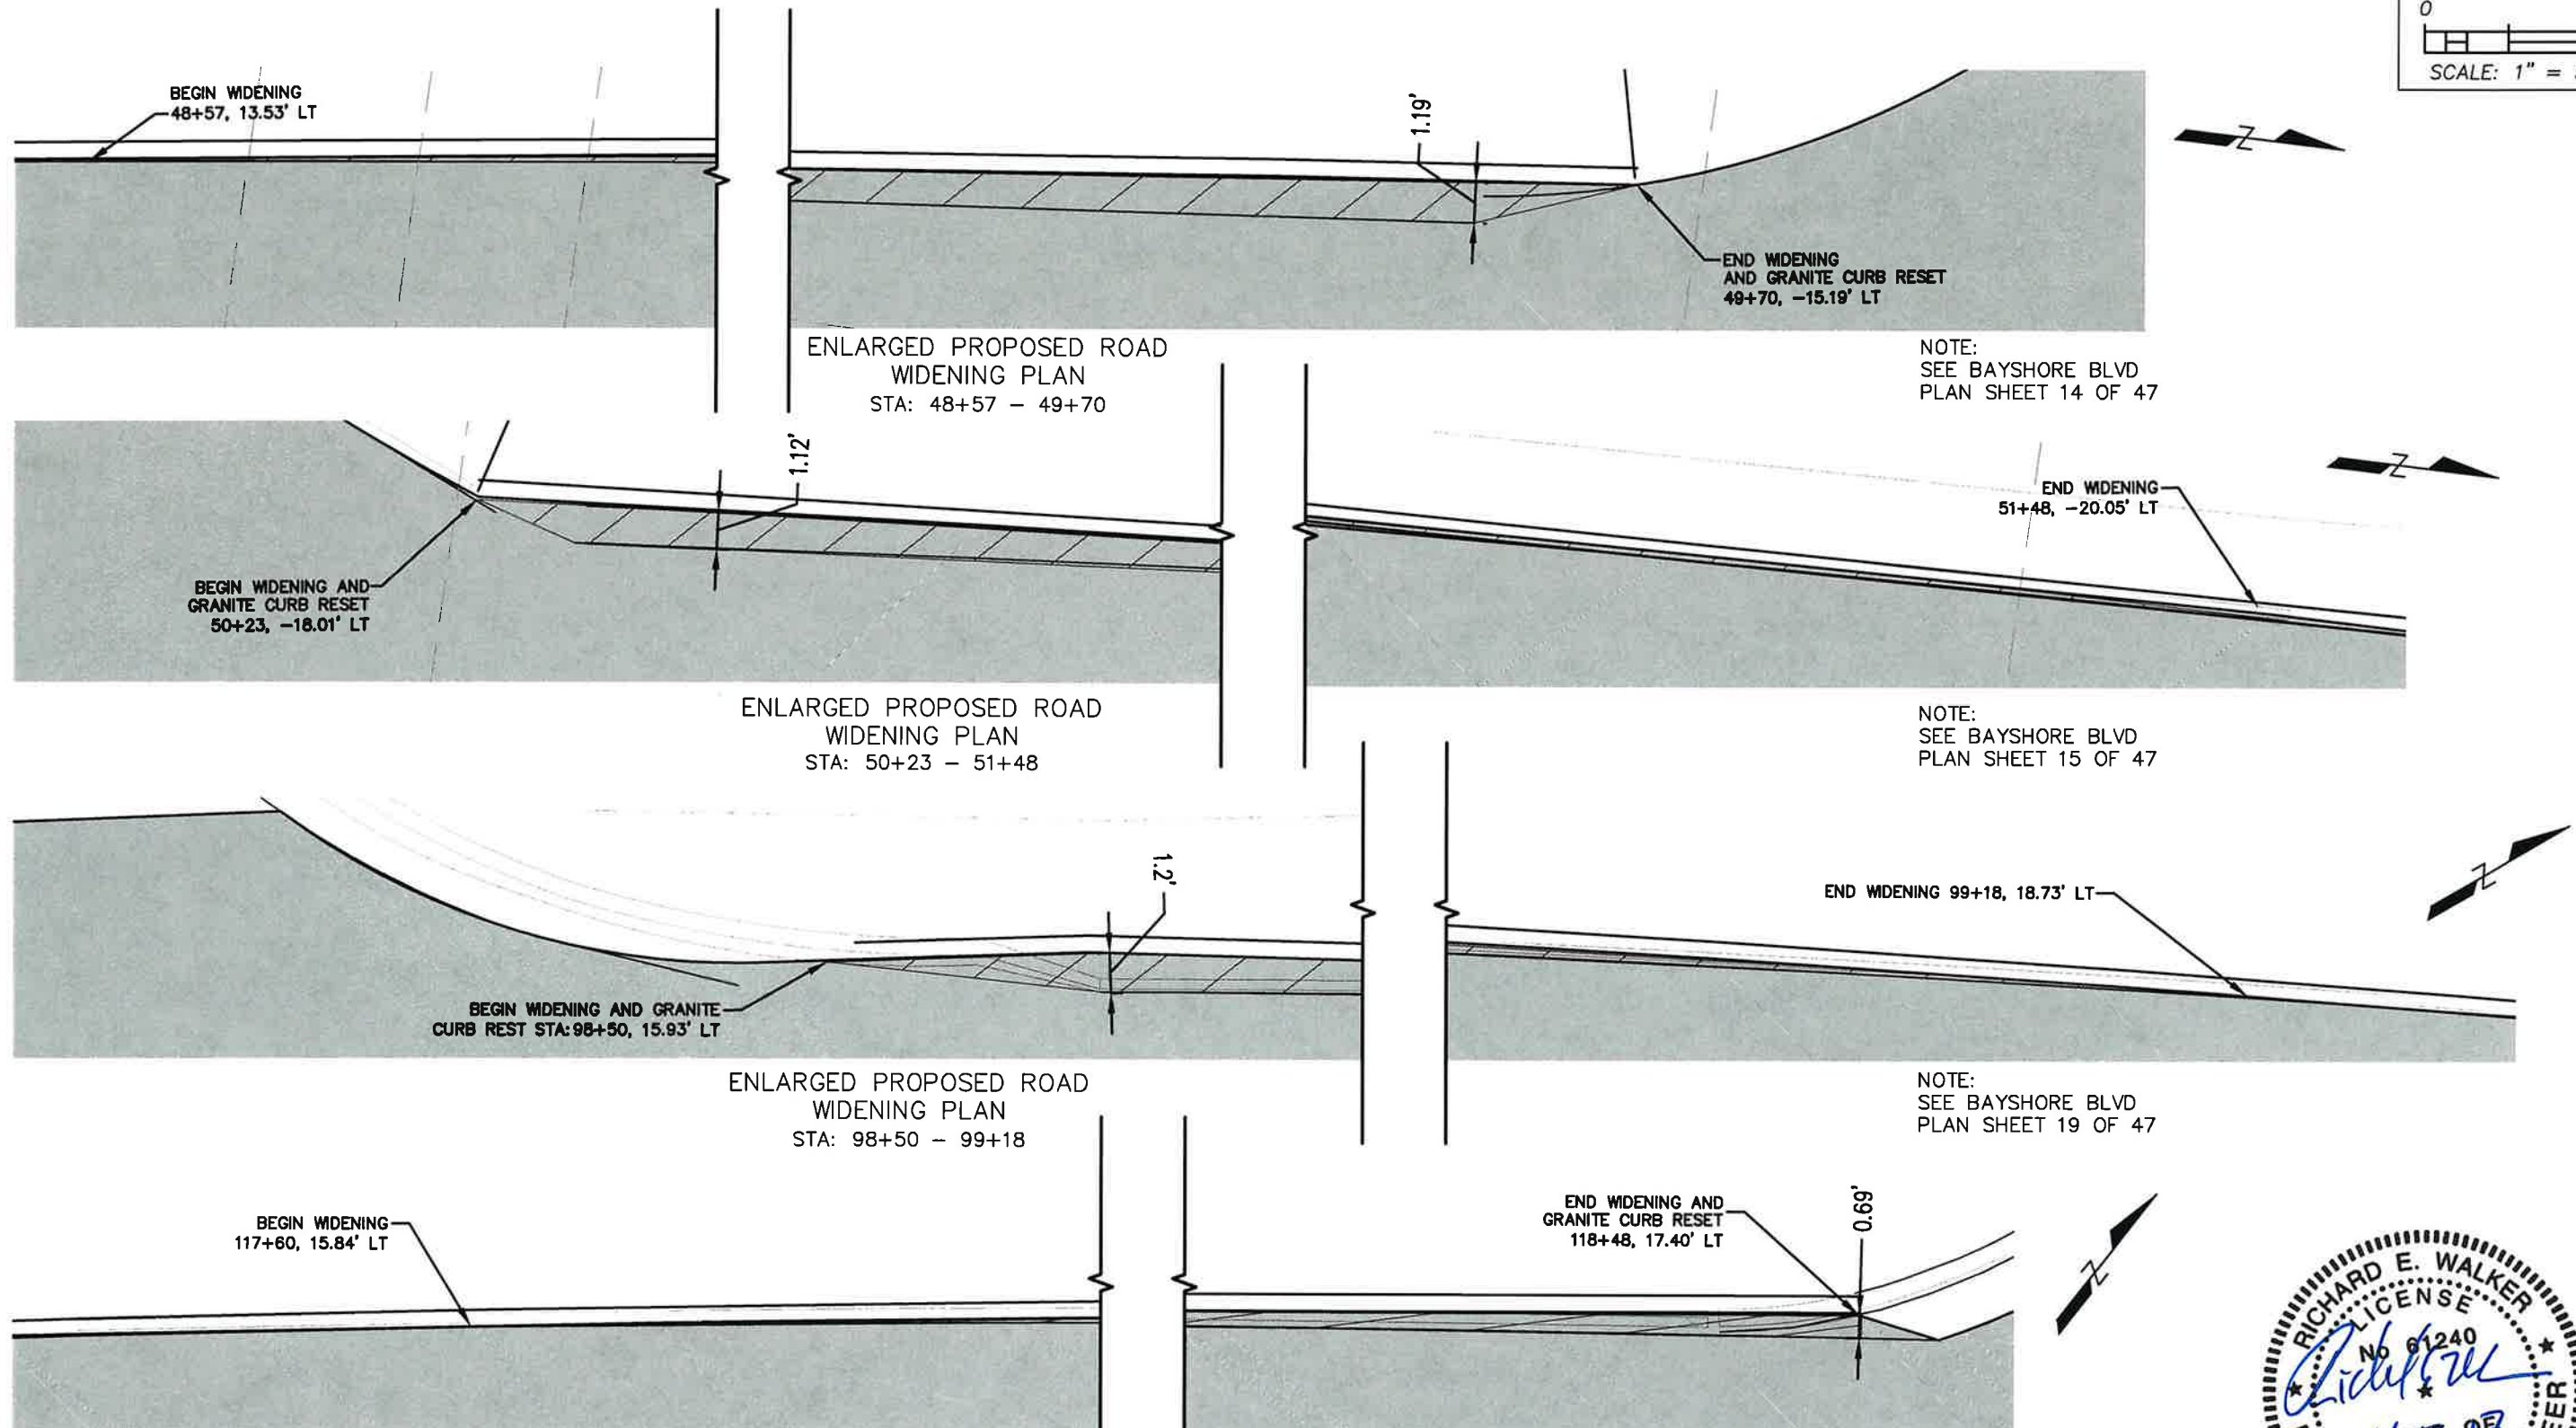 0
SCALE: 1" =
BEGIN WIDENING
48+57, 13.53' LT
1.19'
END WIDENING
AND GRANITE CURB RESET
49+70, -15.19' LT
Z
ENLARGED PROPOSED ROAD
WIDENING PLAN
STA: 48+57 - 49+70
NOTE:
SEE BAYSHORE BLVD
PLAN SHEET 14 OF 47
1.12'
BEGIN WIDENING AND
GRANITE CURB RESET
50+23, -18.01' LT
END WIDENING
51+48, -20.05' LT
Z
ENLARGED PROPOSED ROAD
WIDENING PLAN
STA: 50+23 - 51+48
NOTE:
SEE BAYSHORE BLVD
PLAN SHEET 15 OF 47
1.2'
BEGIN WIDENING AND GRANITE
CURB REST STA:98+50, 15.93' LT
END WIDENING 99+18, 18.73' LT
Z
ENLARGED PROPOSED ROAD
WIDENING PLAN
STA: 98+50 - 99+18
NOTE:
SEE BAYSHORE BLVD
PLAN SHEET 19 OF 47
BEGIN WIDENING
117+60, 15.84' LT
END WIDENING AND
GRANITE CURB RESET
118+48, 17.40' LT
0.69'
Z
RICHARD E. WALKER
LICENSE
No 61240
OF